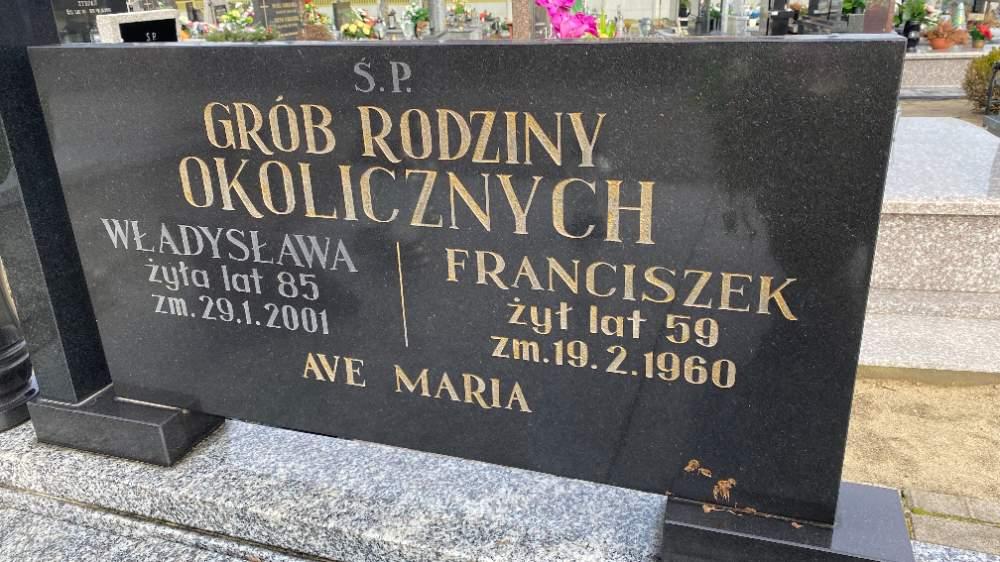 Ś.P.
GRÓB RODZINY
OKOLICZNYCH
WŁADYSŁAWA
żyła lat 85
zm.29.1.2001
FRANCISZEK
żył lat 59
zm.19.2.1960
AVE MARIA
Ś.P.